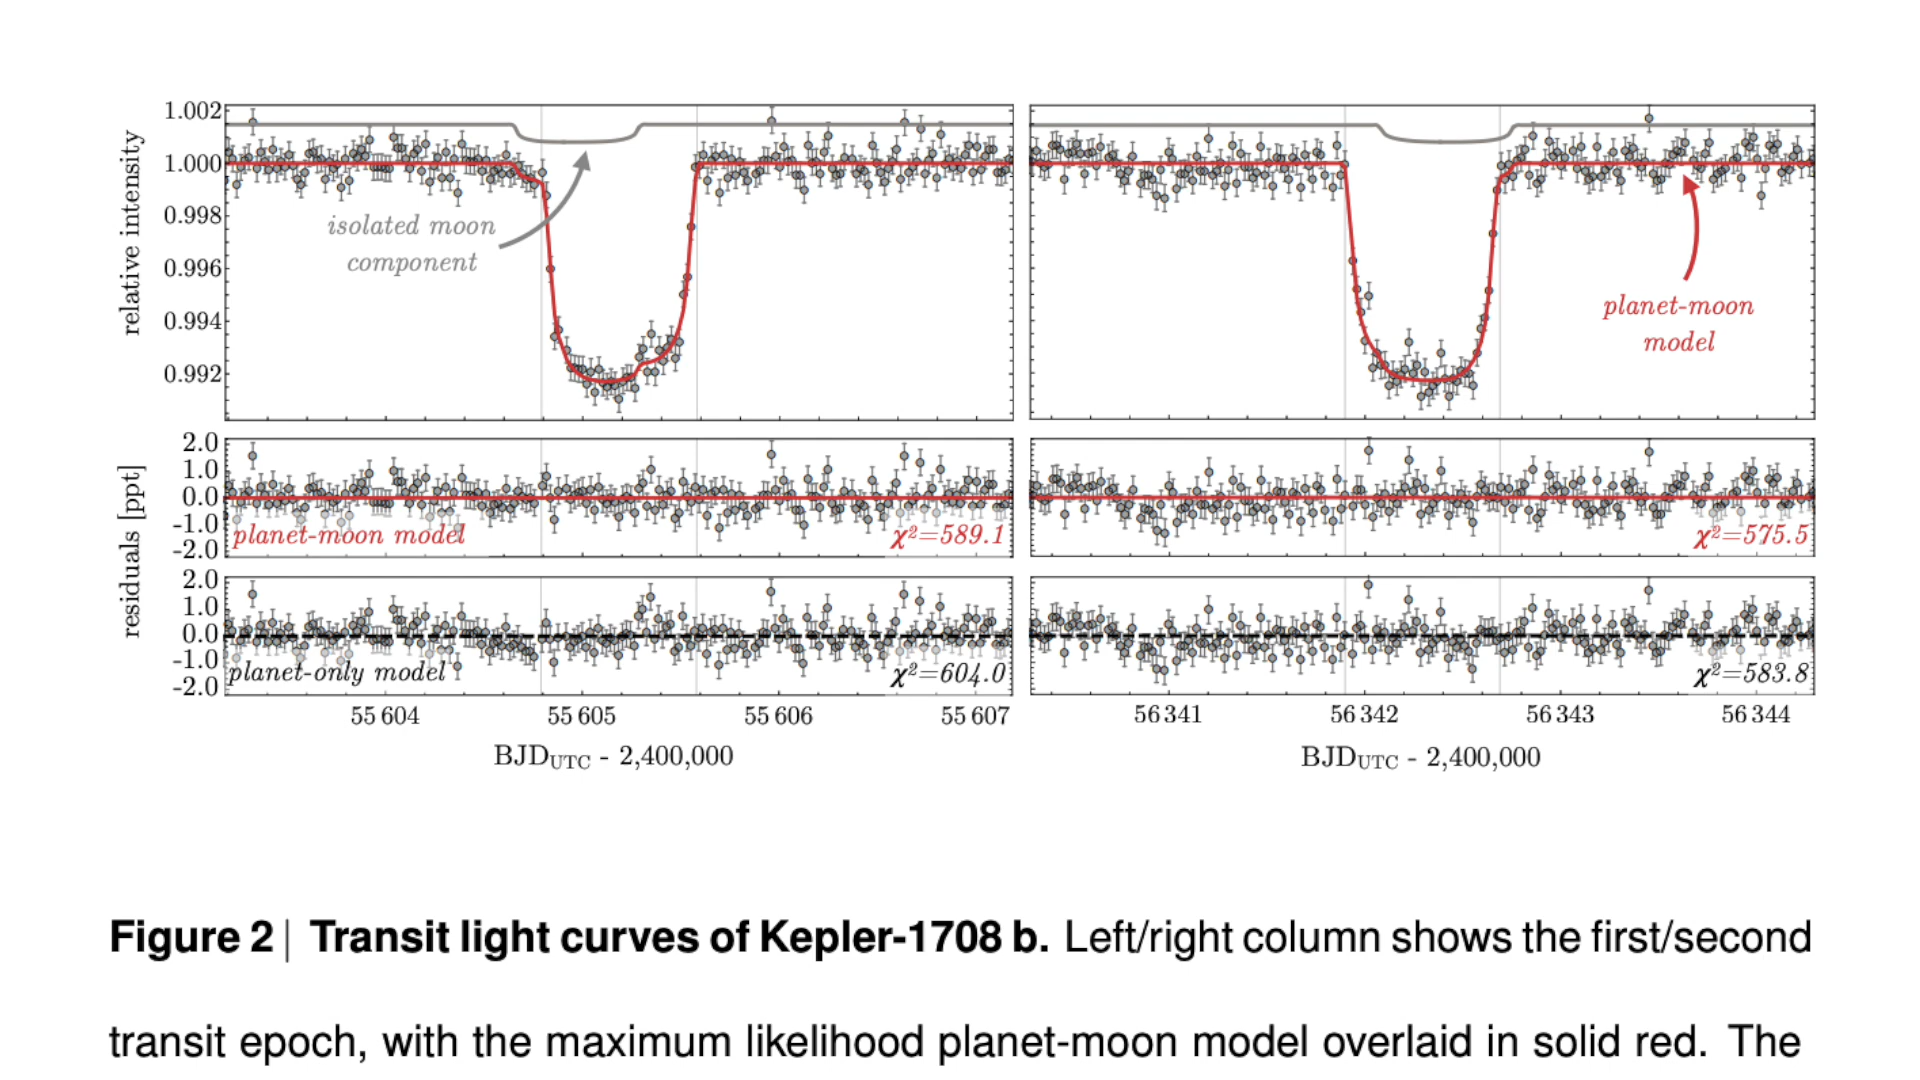 1.002
1.000
0.998
0.996
0.994
0.992
relative intensity
isolated moon
component
planet-moon
model
2.0
1.0
0.0
-1.0
-2.0
residuals [ppt]
planet-moon model
χ²=589.1
χ²=575.5
2.0
1.0
0.0
-1.0
-2.0
planet-only model
χ²=604.0
χ²=583.8
55 604 55 605 55 606 55 607
56 341 56 342 56 343 56 344
BJD_UTC - 2,400,000
BJD_UTC - 2,400,000
Figure 2 | Transit light curves of Kepler-1708 b. Left/right column shows the first/second
transit epoch, with the maximum likelihood planet-moon model overlaid in solid red. The